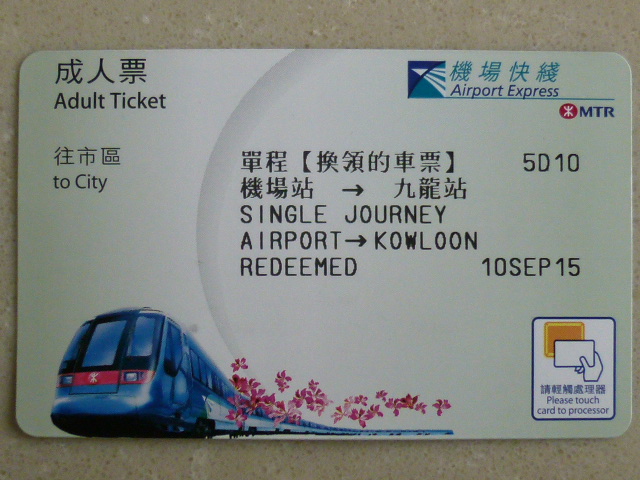 成人票
Adult Ticket
機場快綫
Airport Express
MTR
往市區
to City
單程【換領的車票】 5D10
機場站 → 九龍站
SINGLE JOURNEY
AIRPORT→KOWLOON
REDEEMED 10SEP15
請輕觸處理器
Please touch
card to processor